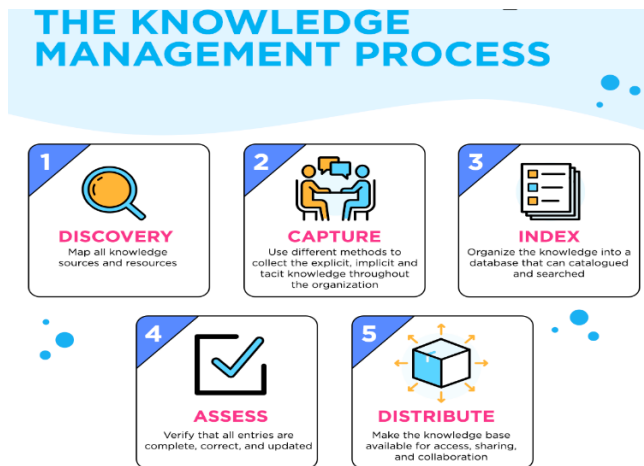 THE KNOWLEDGE
MANAGEMENT PROCESS
1
DISCOVERY
Map all knowledge
sources and resources
2
CAPTURE
Use different methods to
collect the explicit, implicit and
tacit knowledge throughout
the organization
3
INDEX
Organize the knowledge into a
database that can catalogued
and searched
4
ASSESS
Verify that all entries are
complete, correct, and updated
5
DISTRIBUTE
Make the knowledge base
available for access, sharing,
and collaboration